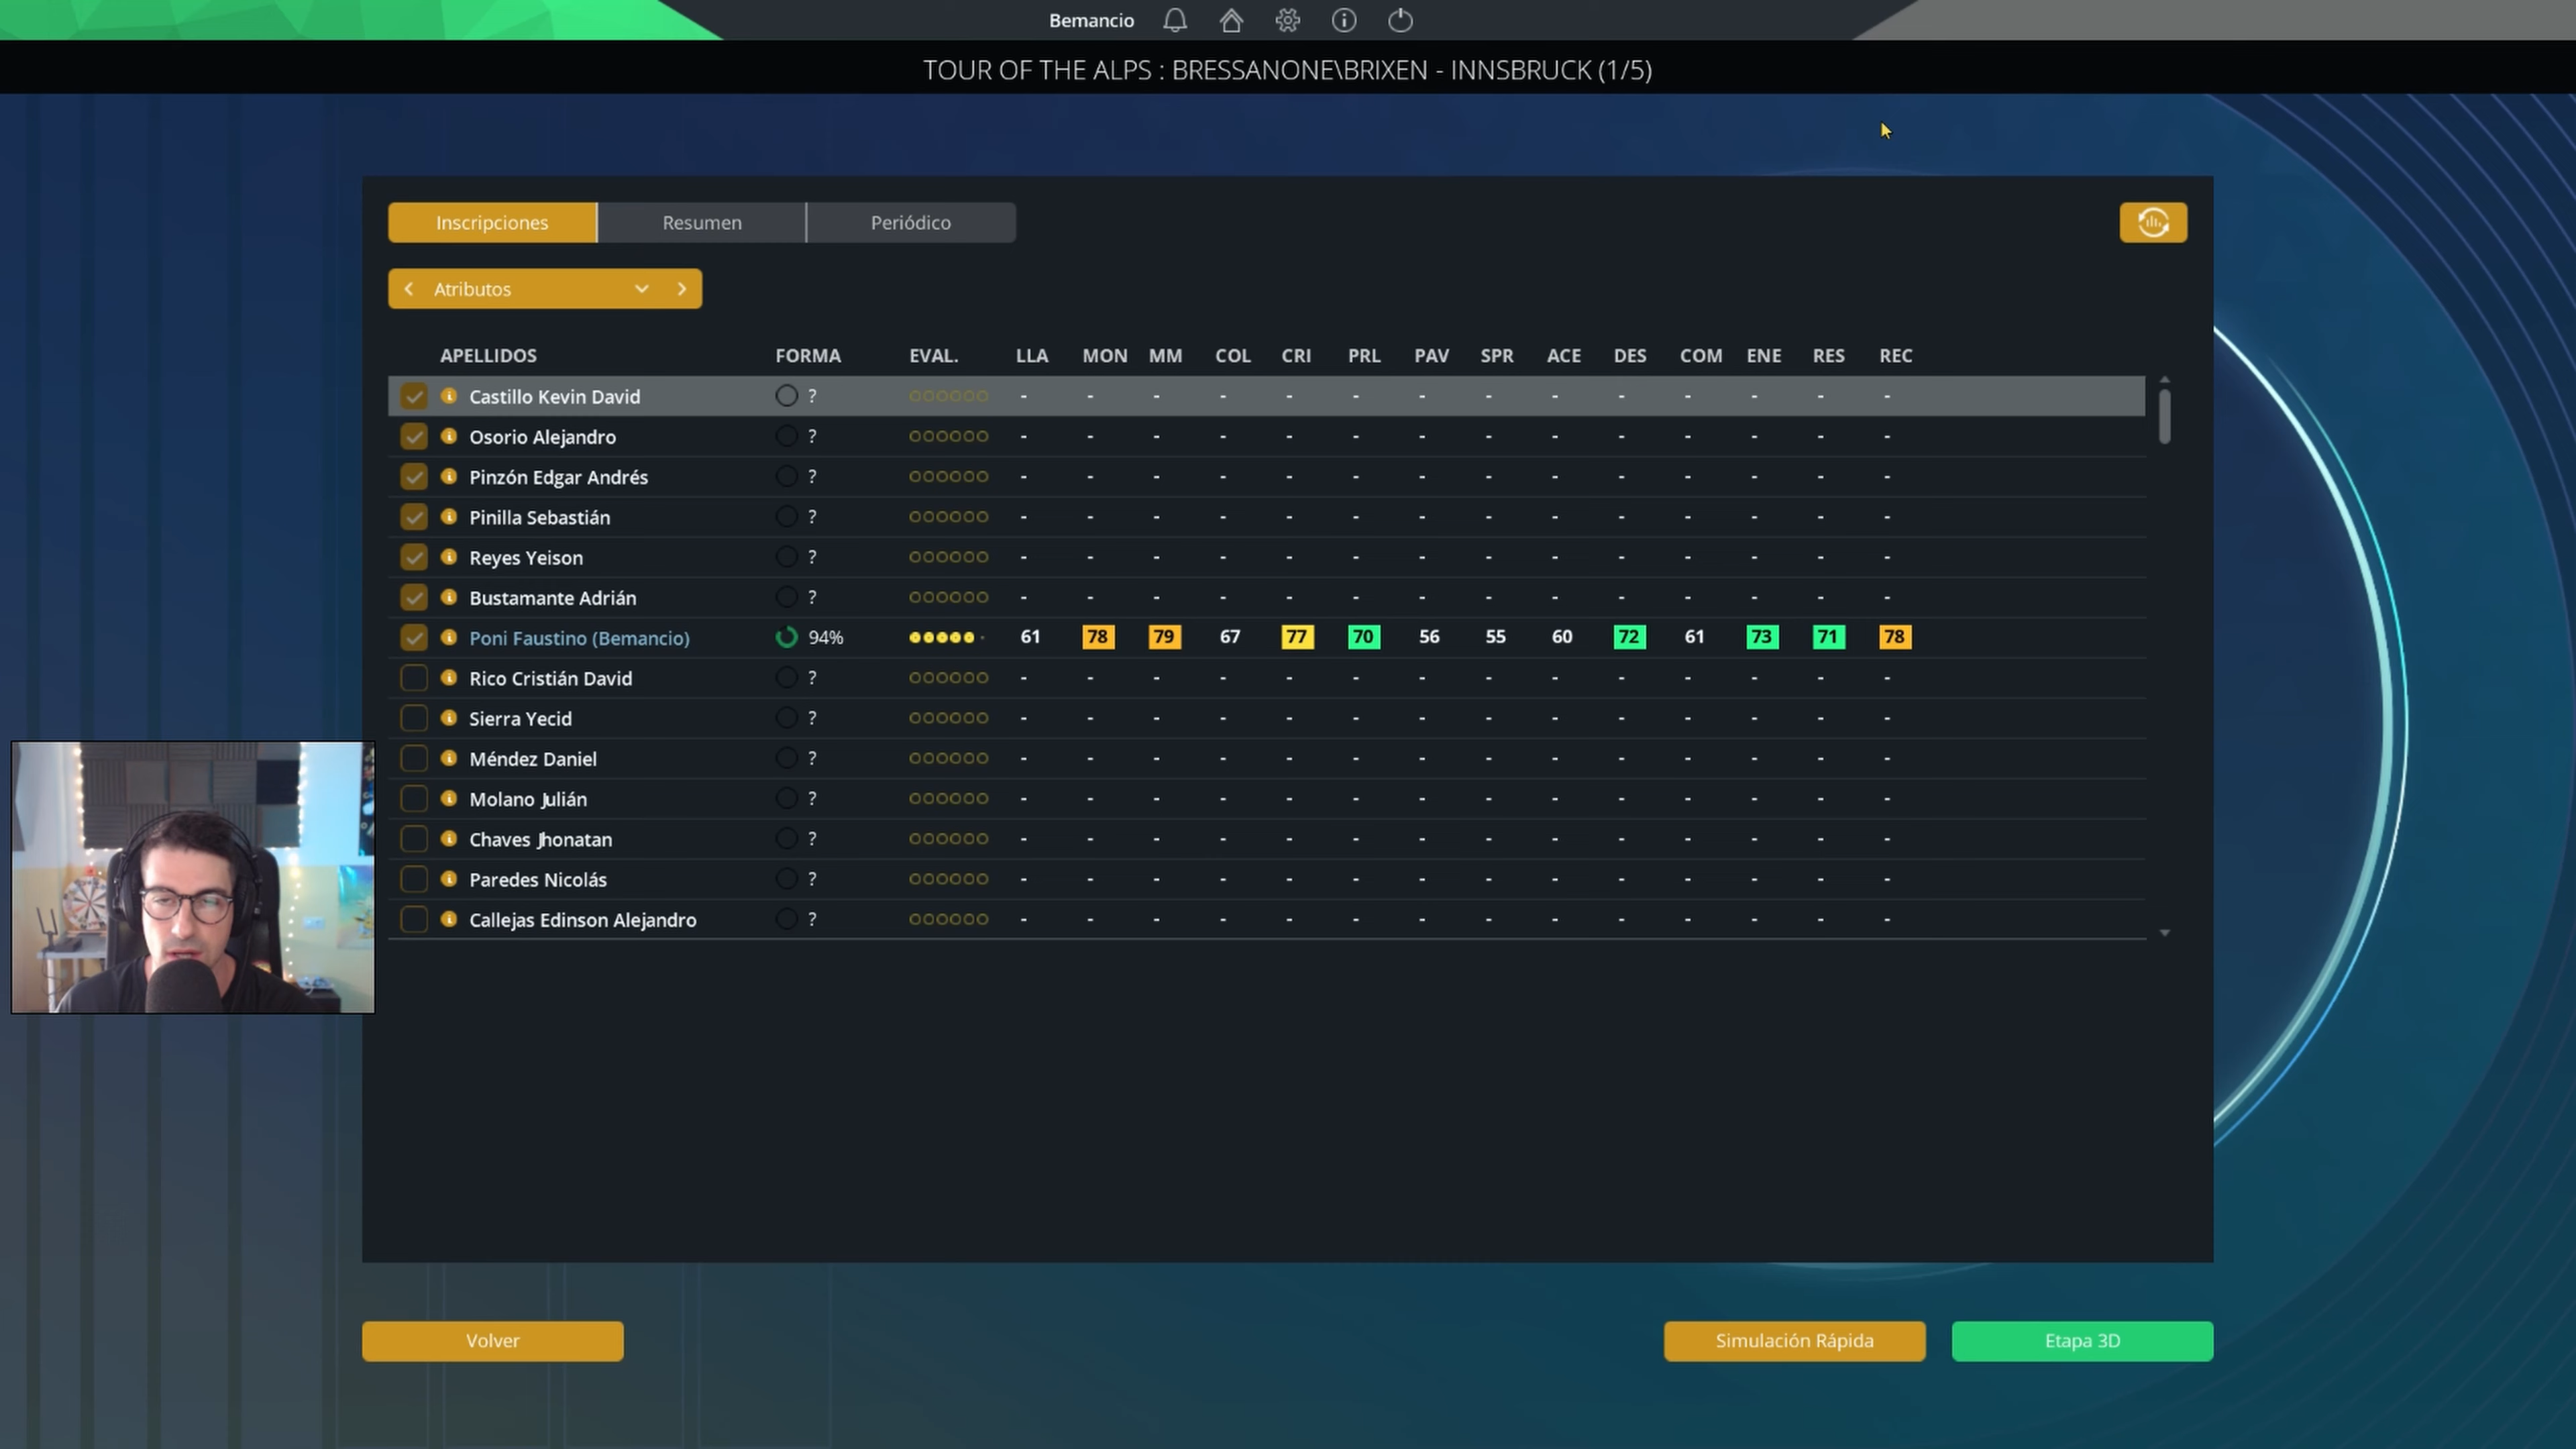 Bemancio
TOUR OF THE ALPS : BRESSANONE\BRIXEN - INNSBRUCK (1/5)
Inscripciones Resumen Periódico
Atributos
APELLIDOS FORMA EVAL. LLA MON MM COL CRI PRL PAV SPR ACE DES COM ENE RES REC
Castillo Kevin David ? - - - - - - - - - - - - - -
Osorio Alejandro ? - - - - - - - - - - - - - -
Pinzón Edgar Andrés ? - - - - - - - - - - - - - -
Pinilla Sebastián ? - - - - - - - - - - - - - -
Reyes Yeison ? - - - - - - - - - - - - - -
Bustamante Adrián ? - - - - - - - - - - - - - -
Poni Faustino (Bemancio) 94% 61 78 79 67 77 70 56 55 60 72 61 73 71 78
Rico Cristián David ? - - - - - - - - - - - - - -
Sierra Yecid ? - - - - - - - - - - - - - -
Méndez Daniel ? - - - - - - - - - - - - - -
Molano Julián ? - - - - - - - - - - - - - -
Chaves Jhonatan ? - - - - - - - - - - - - - -
Paredes Nicolás ? - - - - - - - - - - - - - -
Callejas Edinson Alejandro ? - - - - - - - - - - - - - -
Volver Simulación Rápida Etapa 3D